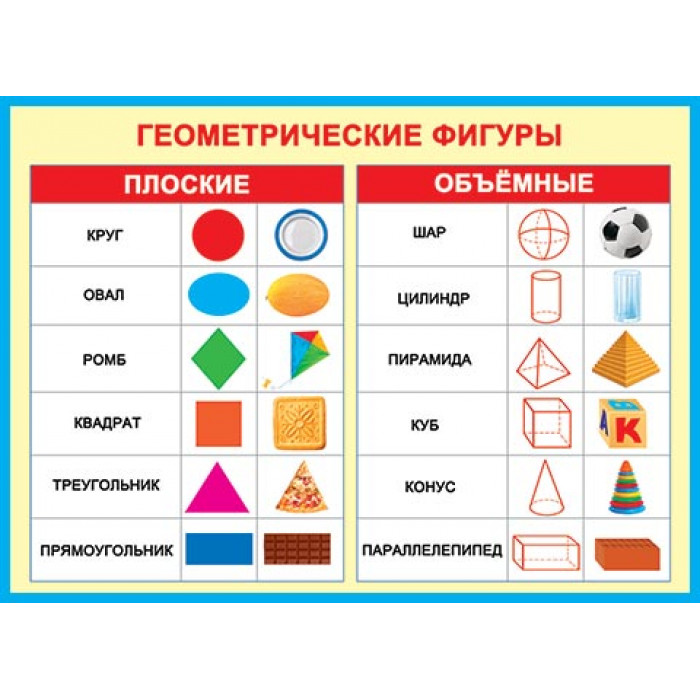 ГЕОМЕТРИЧЕСКИЕ ФИГУРЫ
ПЛОСКИЕ
КРУГ
ОВАЛ
РОМБ
КВАДРАТ
ТРЕУГОЛЬНИК
ПРЯМОУГОЛЬНИК
ОБЪЁМНЫЕ
ШАР
ЦИЛИНДР
ПИРАМИДА
КУБ
А К
КОНУС
ПАРАЛЛЕЛЕПИПЕД